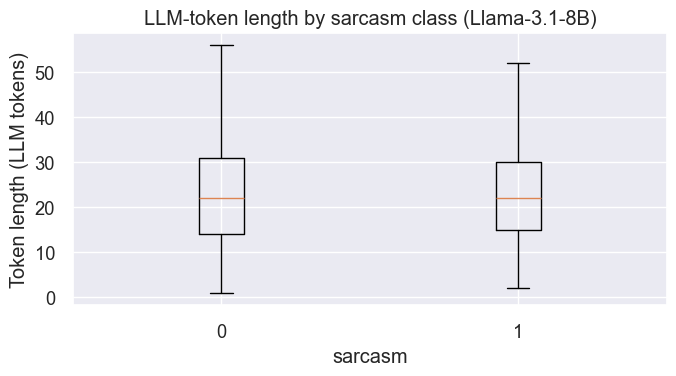 LLM-token length by sarcasm class (Llama-3.1-8B)
Token length (LLM tokens)
50
40
30
20
10
0
0 1
sarcasm